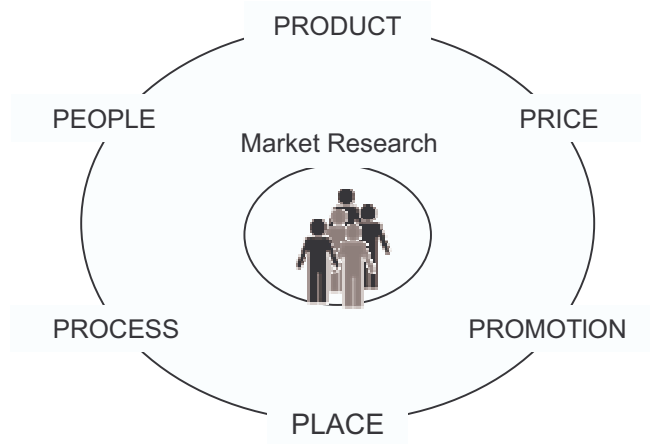 PRODUCT
PEOPLE
PRICE
Market Research
PROCESS
PROMOTION
PLACE